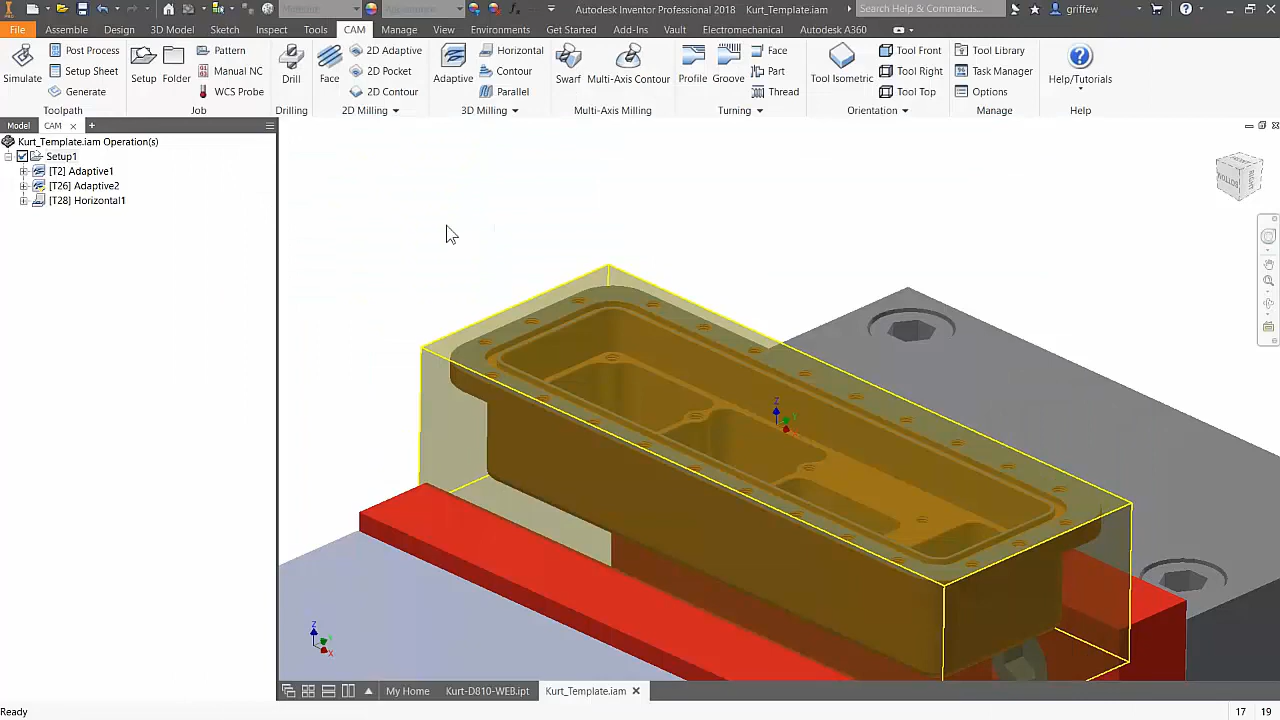 Material
Appearance
Autodesk Inventor Professional 2018
Kurt_Template.iam
Search Help & Commands...
griffew
File
Assemble
Design
3D Model
Sketch
Inspect
Tools
CAM
Manage
View
Environments
Get Started
Add-Ins
Vault
Electromechanical
Autodesk A360
Simulate
Post Process
Setup Sheet
Generate
Toolpath
Setup
Folder
Pattern
Manual NC
WCS Probe
Job
Drill
Drilling
Face
2D Adaptive
2D Pocket
2D Contour
2D Milling
Adaptive
Horizontal
Contour
Parallel
3D Milling
Swarf
Multi-Axis Contour
Multi-Axis Milling
Profile
Groove
Face
Part
Thread
Turning
Tool Isometric
Tool Front
Tool Right
Tool Top
Orientation
Tool Library
Task Manager
Options
Manage
Help/Tutorials
Help
Model
CAM
Kurt_Template.iam Operation(s)
Setup1
[T2] Adaptive1
[T26] Adaptive2
[T28] Horizontal1
FRONT
BOTTOM
RIGHT
Z
Z
X
My Home
Kurt-D810-WEB.ipt
Kurt_Template.iam
Ready
17
19